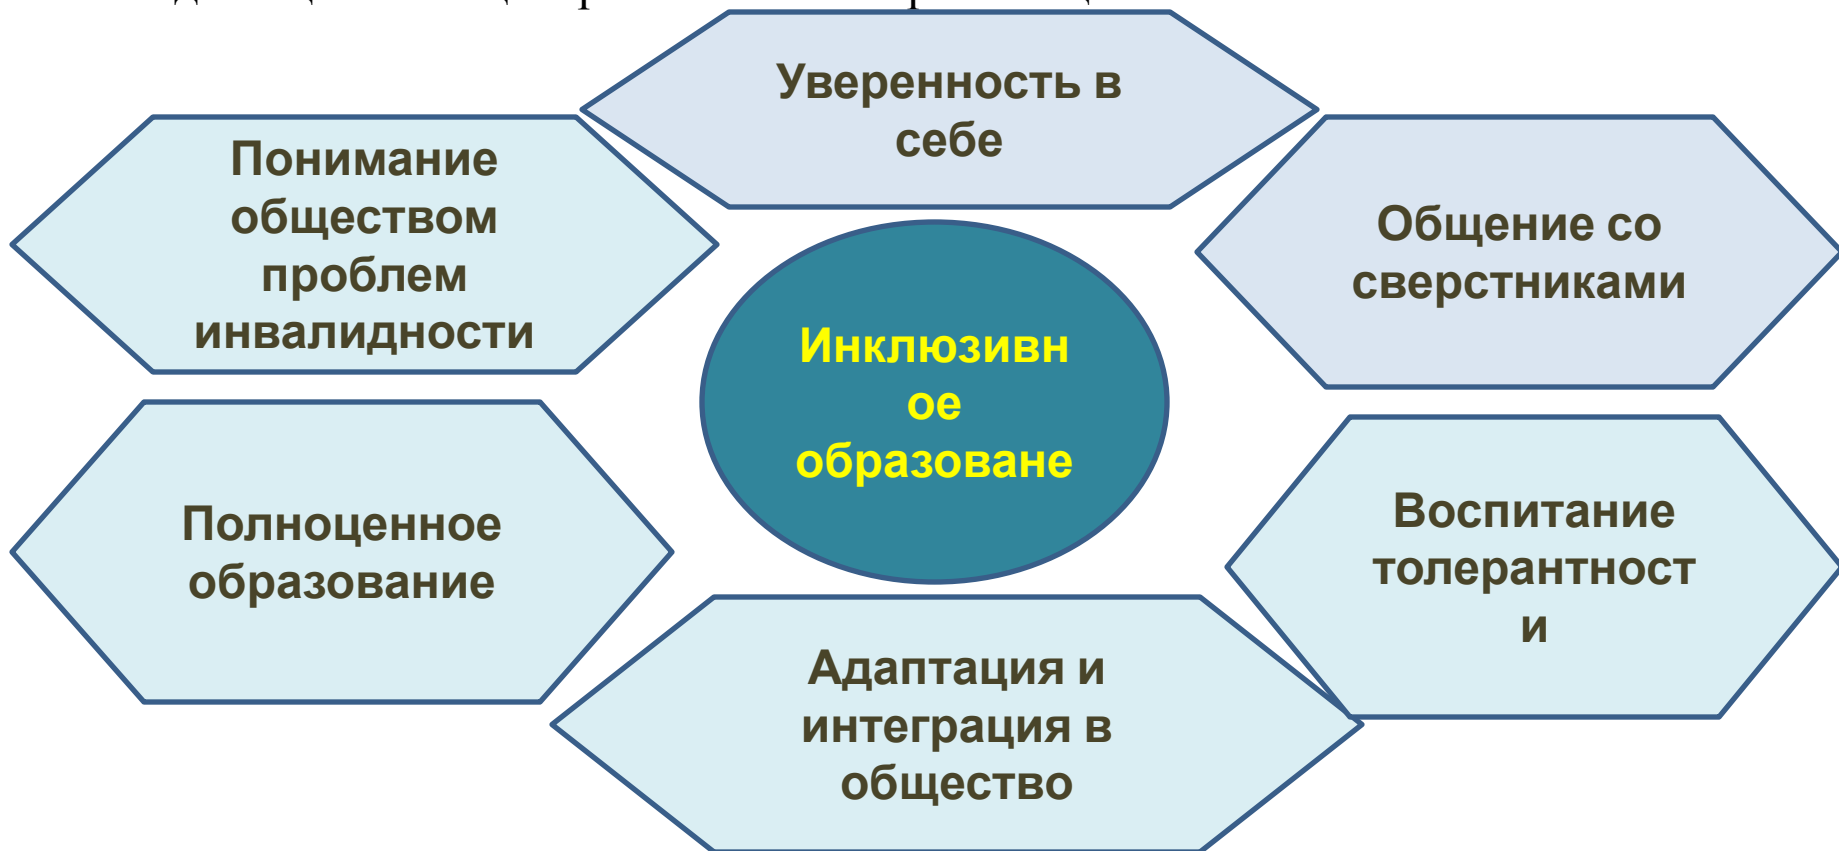 Уверенность в
себе
Понимание
обществом
проблем
инвалидности
Общение со
сверстниками
Инклюзивн
ое
образоване
Полноценное
образование
Воспитание
толерантност
и
Адаптация и
интеграция в
общество